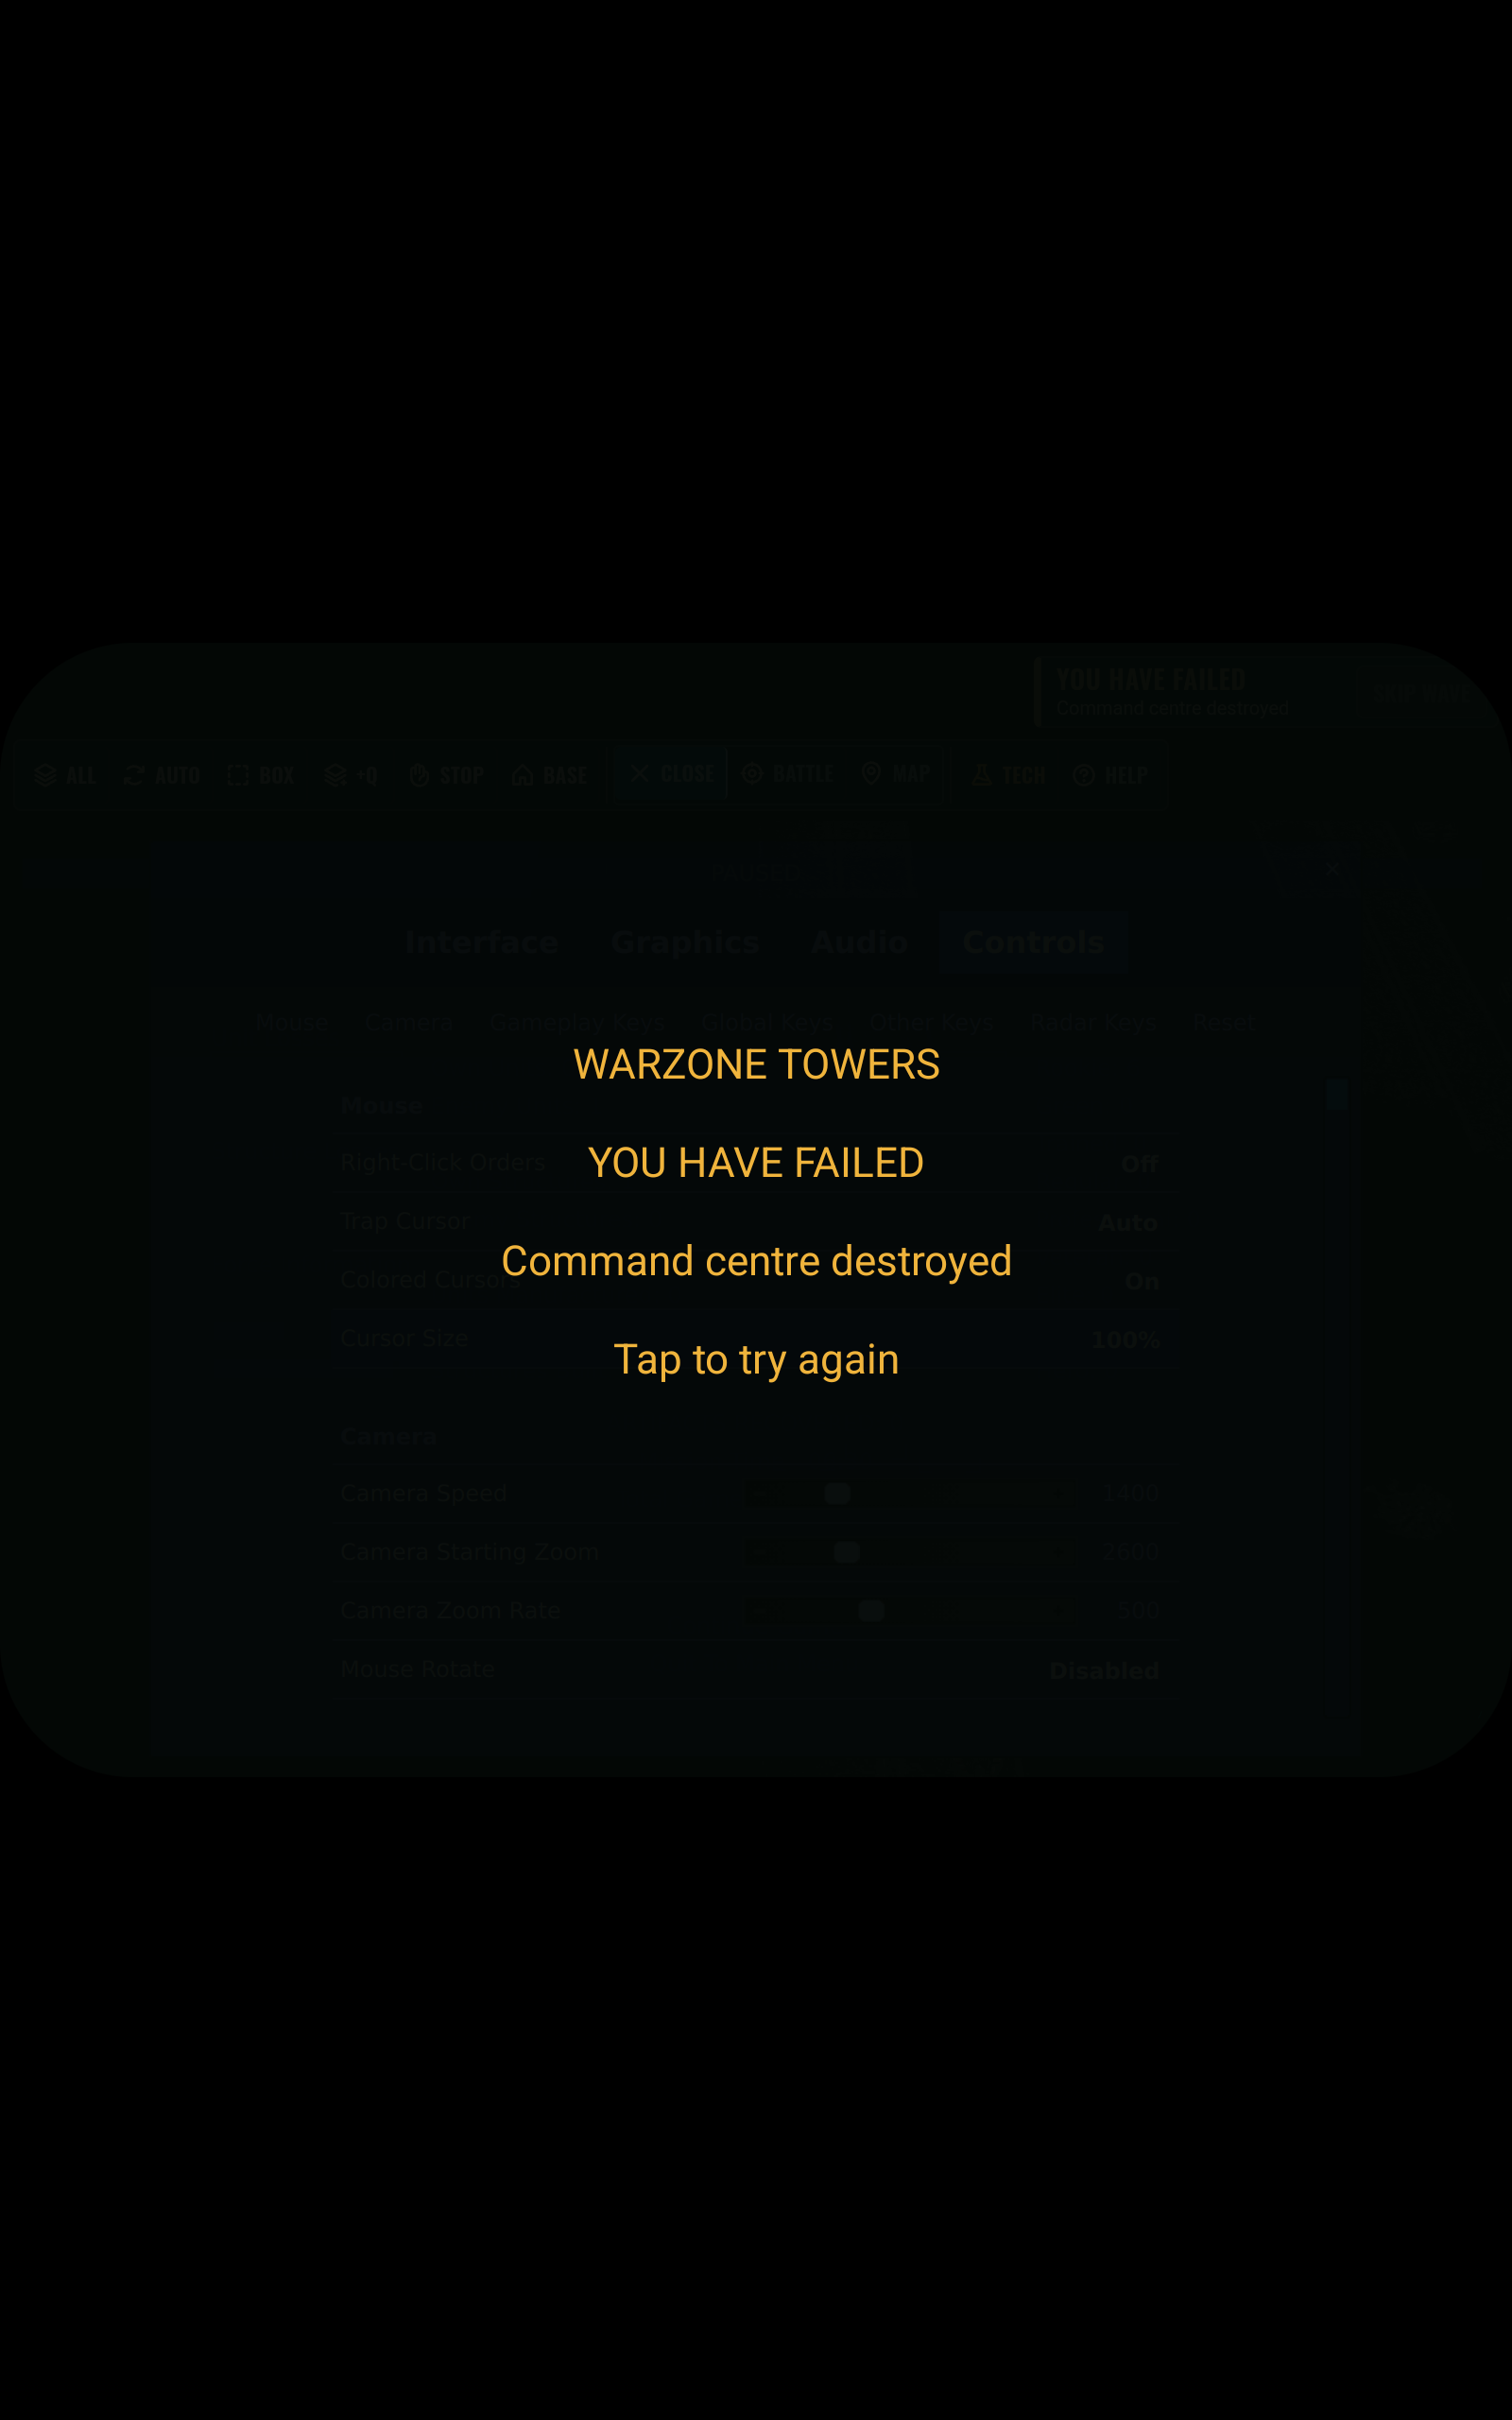 YOU HAVE FAILED
Command centre destroyed
ALL AUTO BOX +Q STOP BASE CLOSE BATTLE MAP TECH HELP
Interface Graphics Audio Controls
Mouse Camera Gameplay Keys Global Keys Other Keys Radar Keys Reset
WARZONE TOWERS
Mouse
YOU HAVE FAILED
Right-Click Orders Off
Trap Cursor Auto
Command centre destroyed
Colored Cursors On
Cursor Size 100%
Tap to try again
Camera
Camera Speed 1400
Camera Starting Zoom 2600
Camera Zoom Rate 500
Mouse Rotate Disabled